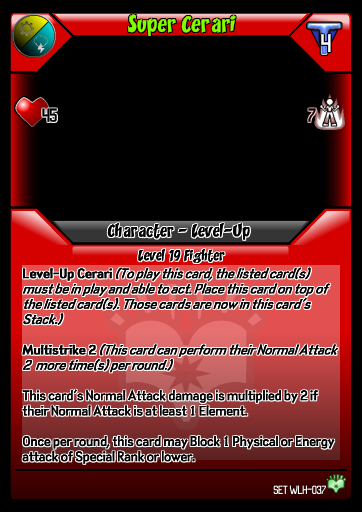 Super Cerari
4
45
7
Character - Level-Up
Level 19 Fighter
Level-Up Cerari (To play this card, the listed card(s)
must be in play and able to act. Place this card on top of
the listed card(s). Those cards are now in this card's
Stack.)
Multistrike 2 (This card can perform their Normal Attack
2 more time(s) per round.)
This card's Normal Attack damage is multiplied by 2 if
their Normal Attack is at least 1 Element.
Once per round, this card may Block 1 Physical or Energy
attack of Special Rank or lower.
SET WLH-037